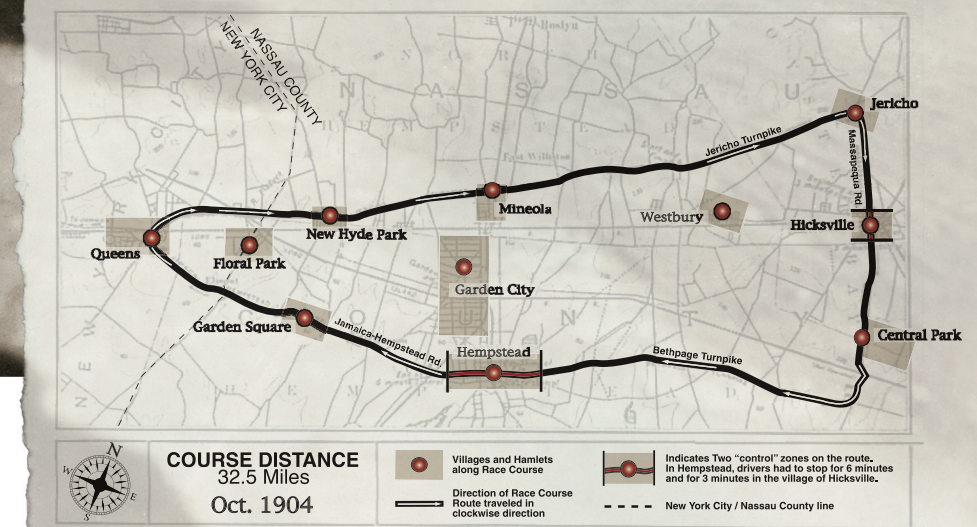 Roslyn
NASSAU COUNTY
NEW YORK CITY
N A S S A U
H E M P S T E A D
Jericho
Jericho Turnpike
Massapequa Rd.
East Williston
Mineola
Westbury
Hicksville
New Hyde Park
Queens
Floral Park
Garden City
C O U N T Y
Garden Square
Jamaica-Hempstead Rd.
Hempstead
Bethpage Turnpike
Central Park
N
W
E
S
COURSE DISTANCE
32.5 Miles
Oct. 1904
Villages and Hamlets
along Race Course
Direction of Race Course
Route traveled in
clockwise direction
Indicates Two “control” zones on the route.
In Hempstead, drivers had to stop for 6 minutes
and for 3 minutes in the village of Hicksville.
New York City / Nassau County line